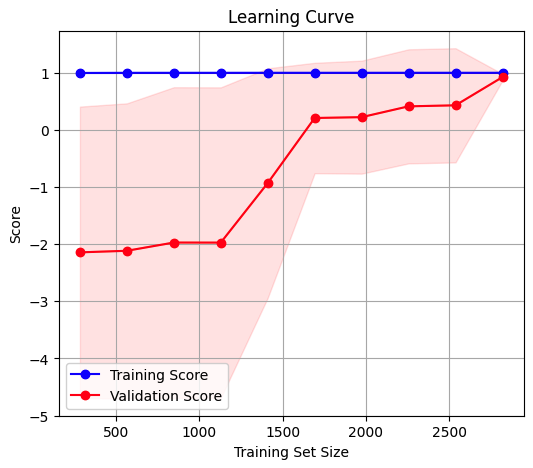 Learning Curve
Score
1
0
−1
−2
−3
−4
−5
Training Score
Validation Score
500
1000
1500
2000
2500
Training Set Size